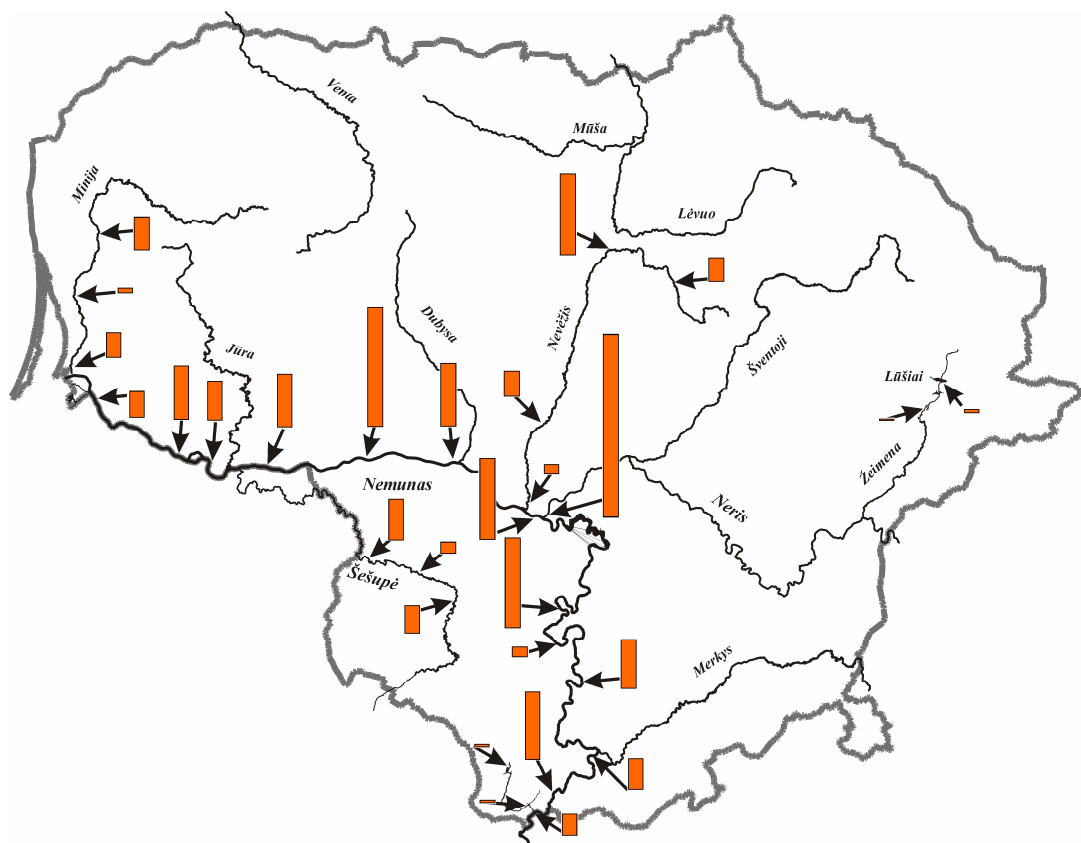 Venta
Mūša
Minija
Lėvuo
Nevėžis
Dubysa
Jūra
Šventoji
Lūšiai
Žeimena
Nemunas
Neris
Šešupė
Merkys